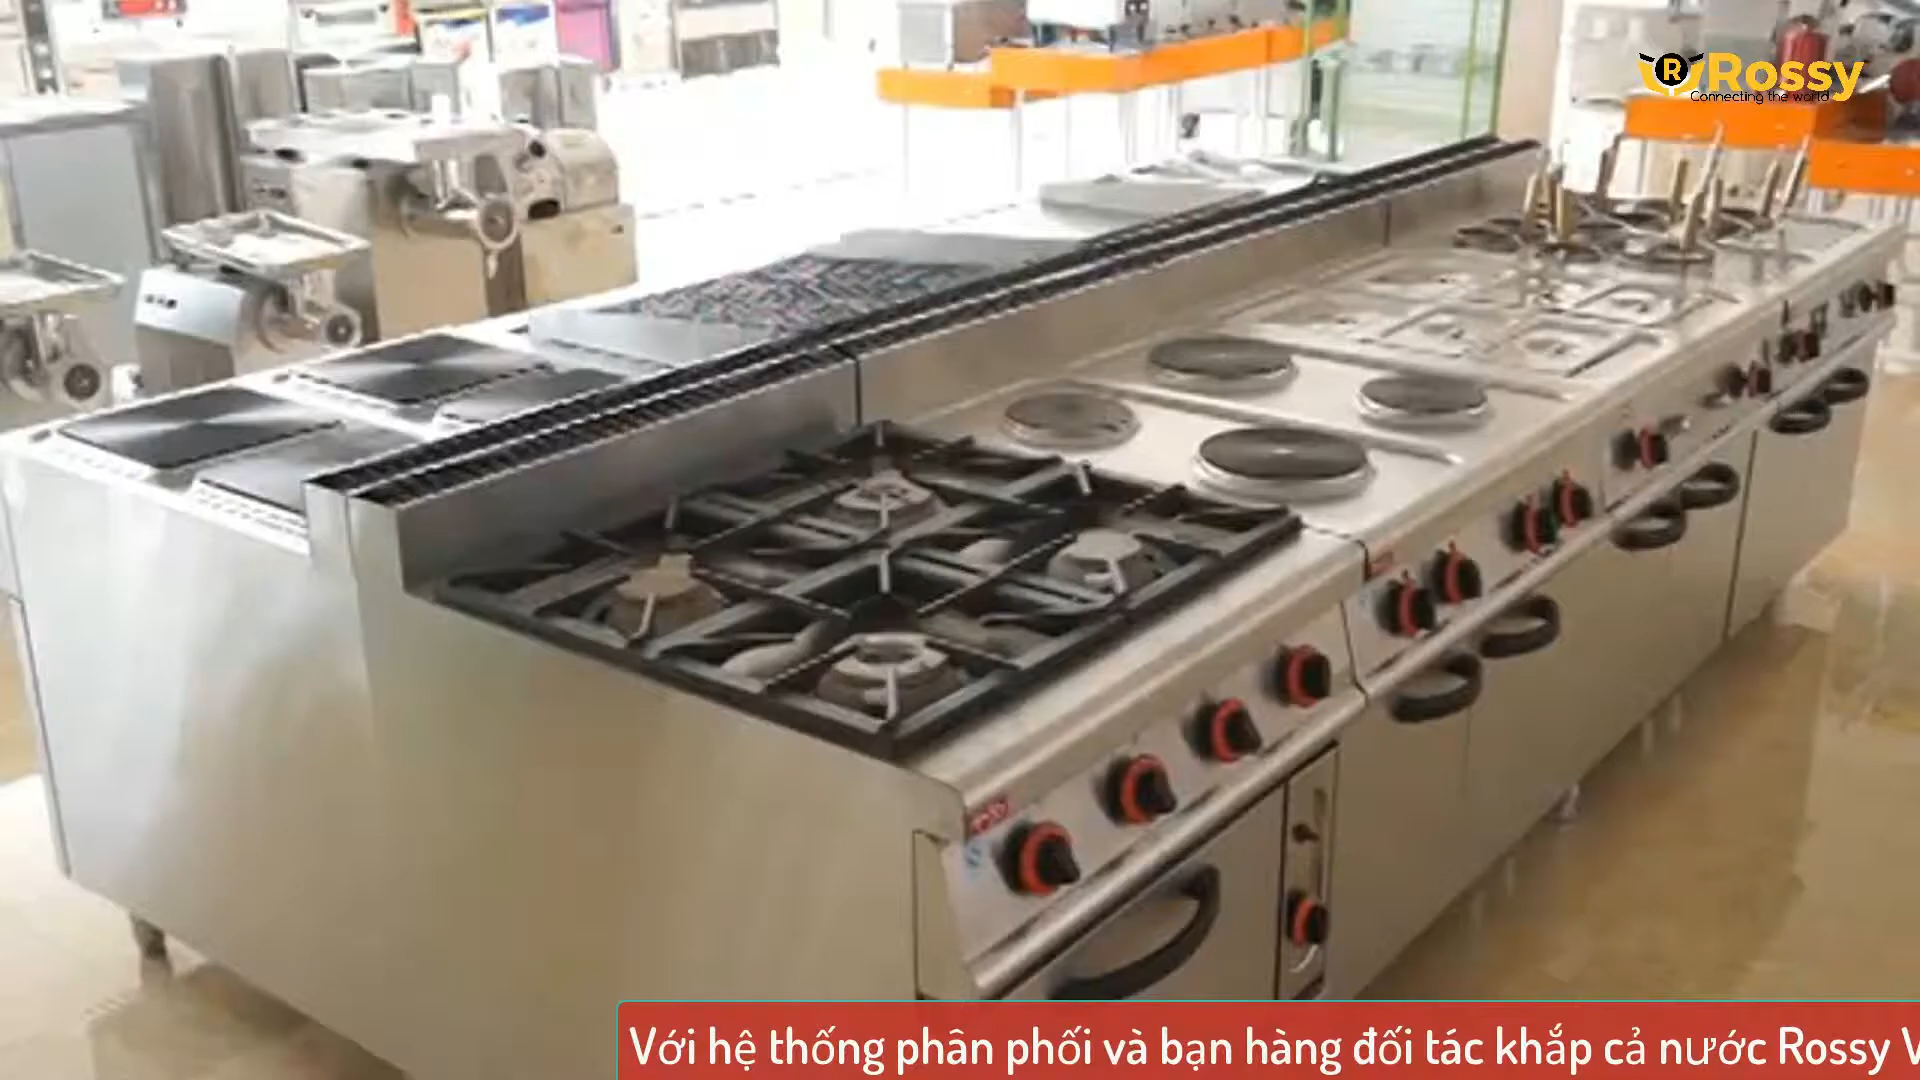 R Rossy
Connecting the world
Với hệ thống phân phối và bạn hàng đối tác khắp cả nước Rossy V